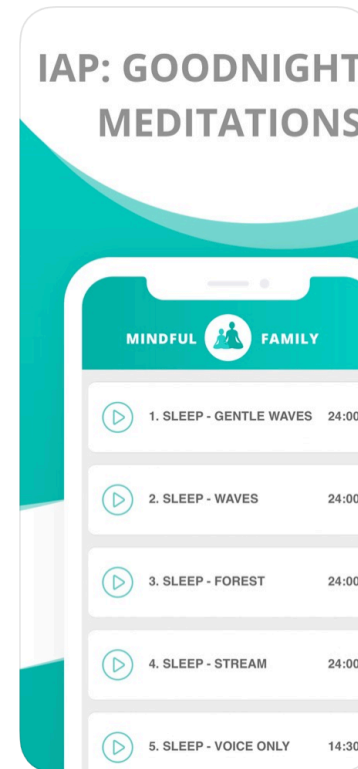 IAP: GOODNIGHT
MEDITATIONS
MINDFUL FAMILY
1. SLEEP - GENTLE WAVES 24:00
2. SLEEP - WAVES 24:00
3. SLEEP - FOREST 24:00
4. SLEEP - STREAM 24:00
5. SLEEP - VOICE ONLY 14:30